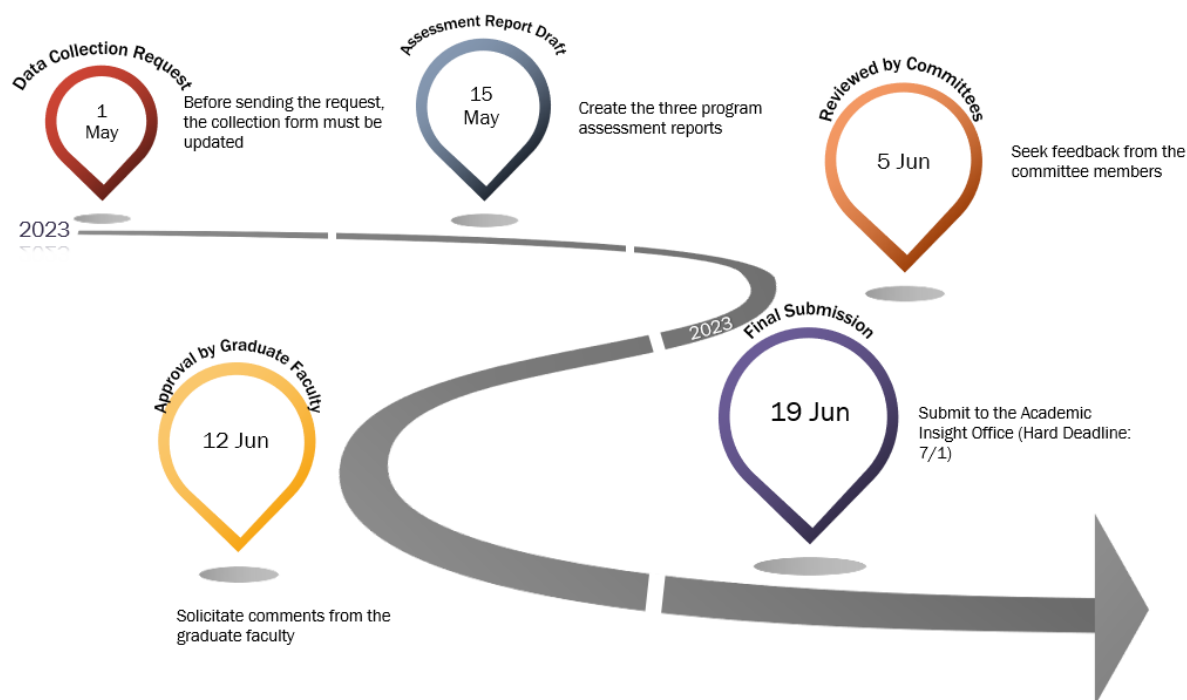 Data Collection Request
1
May
Before sending the request,
the collection form must be
updated
Assessment Report Draft
15
May
Create the three program
assessment reports
Reviewed by Committees
5 Jun
Seek feedback from the
committee members
2023
2023
Final Submission
19 Jun
Submit to the Academic
Insight Office (Hard Deadline:
7/1)
Approval by Graduate Faculty
12 Jun
Solicitate comments from the
graduate faculty